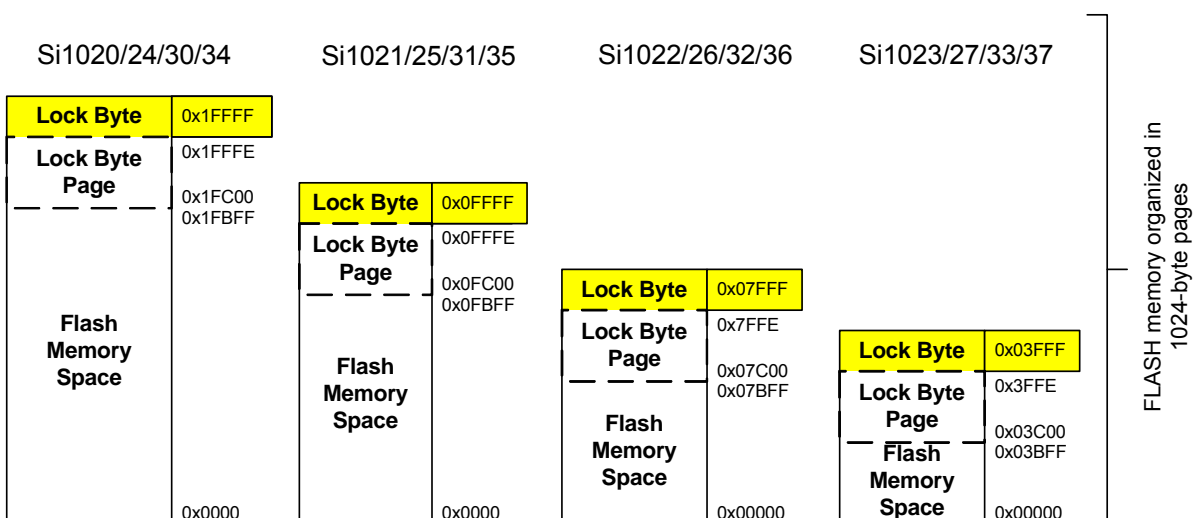 Si1020/24/30/34
Si1021/25/31/35
Si1022/26/32/36
Si1023/27/33/37
Lock Byte
0x1FFFF
Lock Byte
Page
0x1FFFE
0x1FC00
0x1FBFF
Flash
Memory
Space
0x0000
Lock Byte
0x0FFFF
Lock Byte
Page
0x0FFFE
0x0FC00
0x0FBFF
Flash
Memory
Space
0x0000
Lock Byte
0x07FFF
Lock Byte
Page
0x7FFE
0x07C00
0x07BFF
Flash
Memory
Space
0x00000
Lock Byte
0x03FFF
Lock Byte
Page
0x3FFE
0x03C00
0x03BFF
Flash
Memory
Space
0x00000
FLASH memory organized in
1024-byte pages